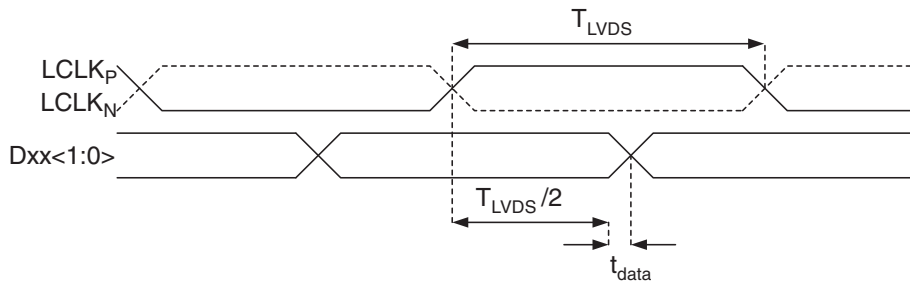 T_LVDS
LCLK_P
LCLK_N
Dxx<1:0>
T_LVDS/2
t_data